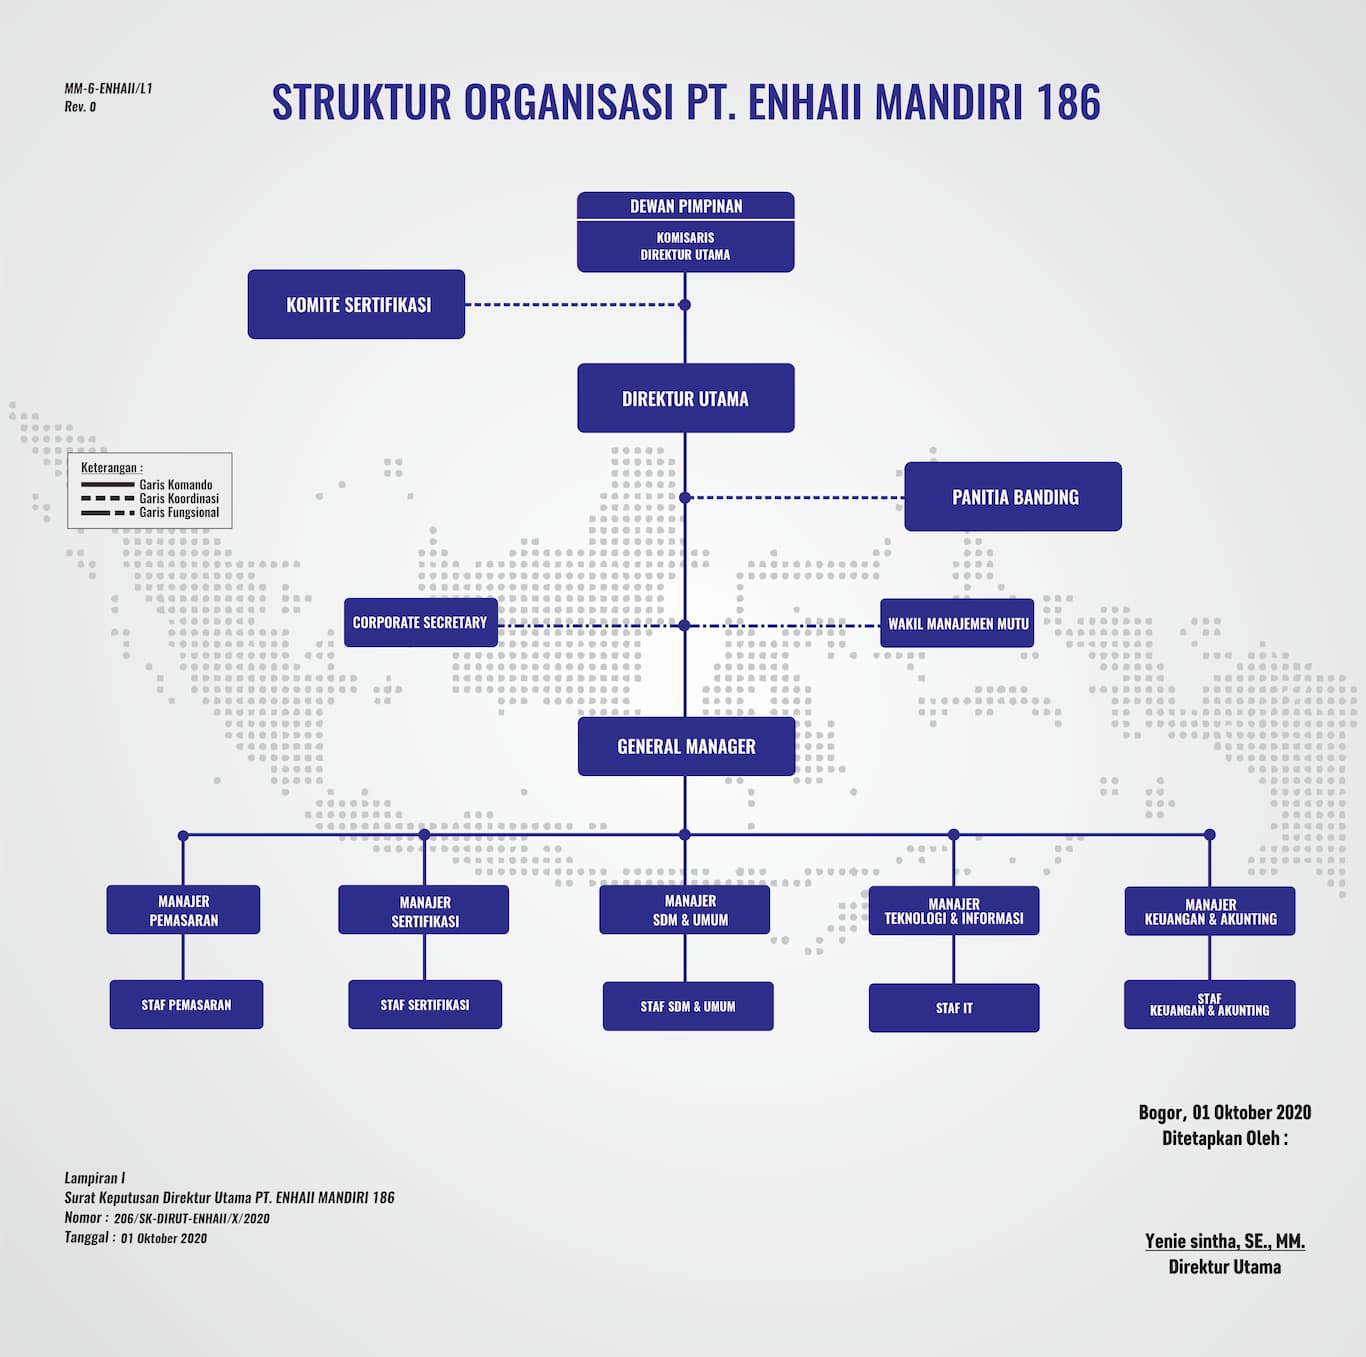 MM-6-ENHAII/L1
Rev. 0
STRUKTUR ORGANISASI PT. ENHAII MANDIRI 186
DEWAN PIMPINAN
KOMISARIS
DIREKTUR UTAMA
KOMITE SERTIFIKASI
DIREKTUR UTAMA
Keterangan :
Garis Komando
Garis Koordinasi
Garis Fungsional
PANITIA BANDING
CORPORATE SECRETARY
WAKIL MANAJEMEN MUTU
GENERAL MANAGER
MANAJER
PEMASARAN
MANAJER
SERTIFIKASI
MANAJER
SDM & UMUM
MANAJER
TEKNOLOGI & INFORMASI
MANAJER
KEUANGAN & AKUNTING
STAF PEMASARAN
STAF SERTIFIKASI
STAF SDM & UMUM
STAF IT
STAF
KEUANGAN & AKUNTING
Bogor, 01 Oktober 2020
Ditetapkan Oleh :
Lampiran I
Surat Keputusan Direktur Utama PT. ENHAII MANDIRI 186
Nomor : 206/SK-DIRUT-ENHAII/X/2020
Tanggal : 01 Oktober 2020
Yenie sintha, SE., MM.
Direktur Utama